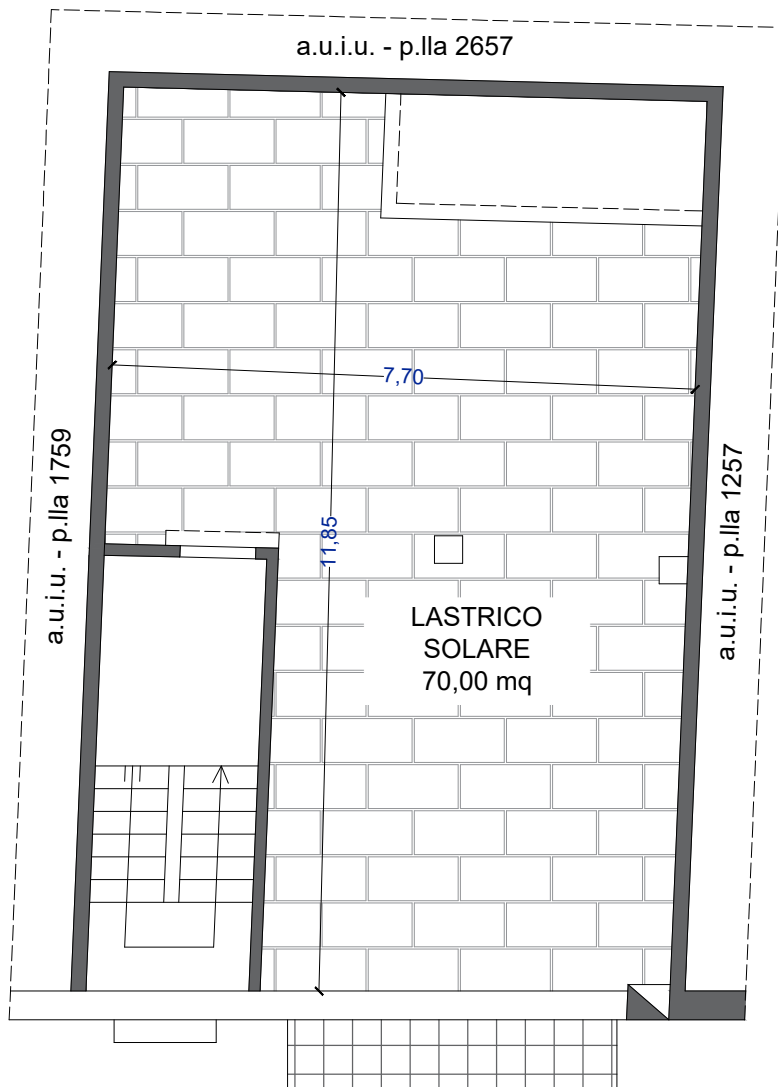 a.u.i.u. - p.lla 2657
7,70
a.u.i.u. - p.lla 1759
11,85
a.u.i.u. - p.lla 1257
LASTRICO
SOLARE
70,00 mq